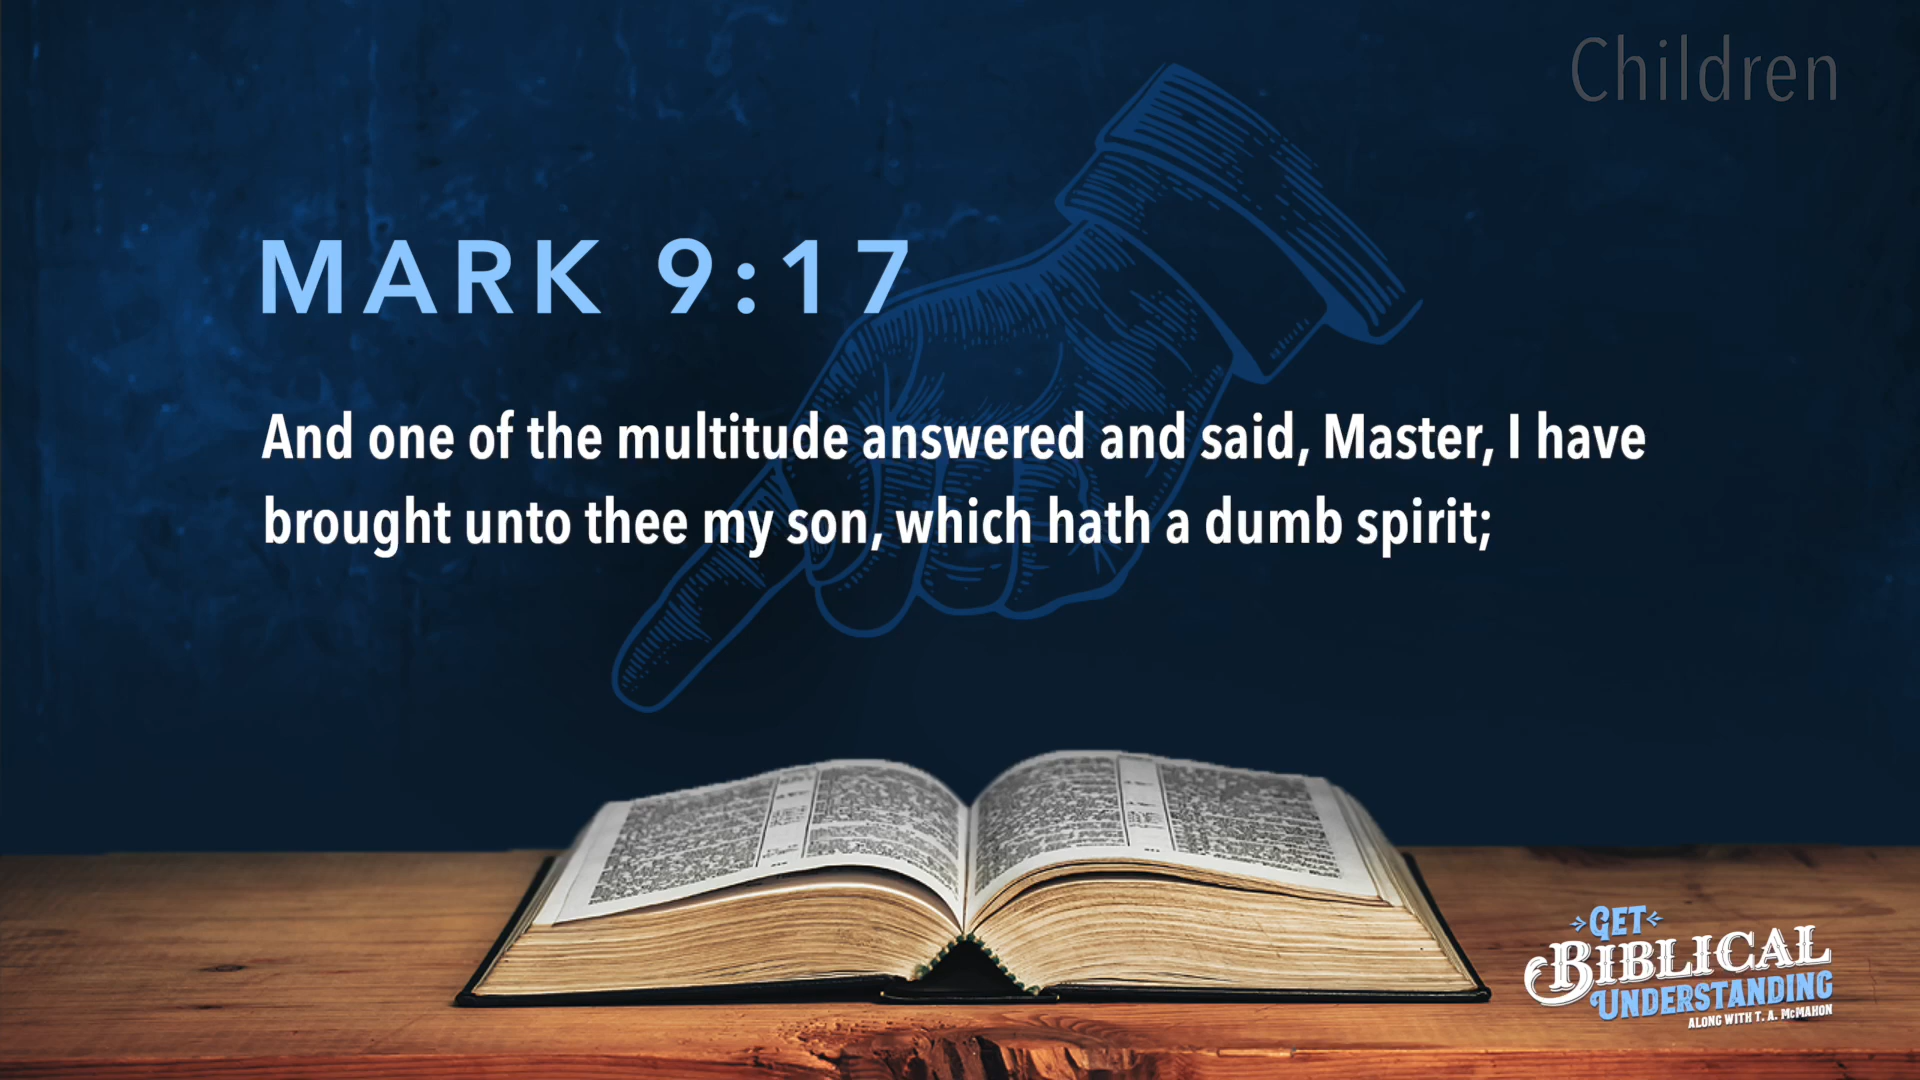 Children
MARK 9:17
And one of the multitude answered and said, Master, I have
brought unto thee my son, which hath a dumb spirit;
GET
BIBLICAL
UNDERSTANDING
ALONG WITH T. A. McMAHON